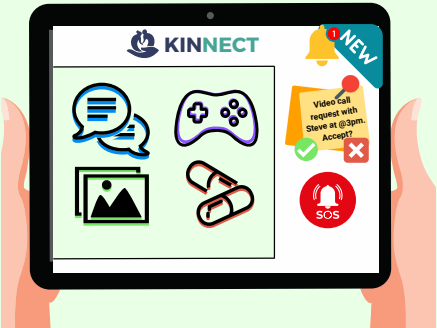 KINNECT
1
NEW
Video call
request with
Steve at @3pm.
Accept?
SOS